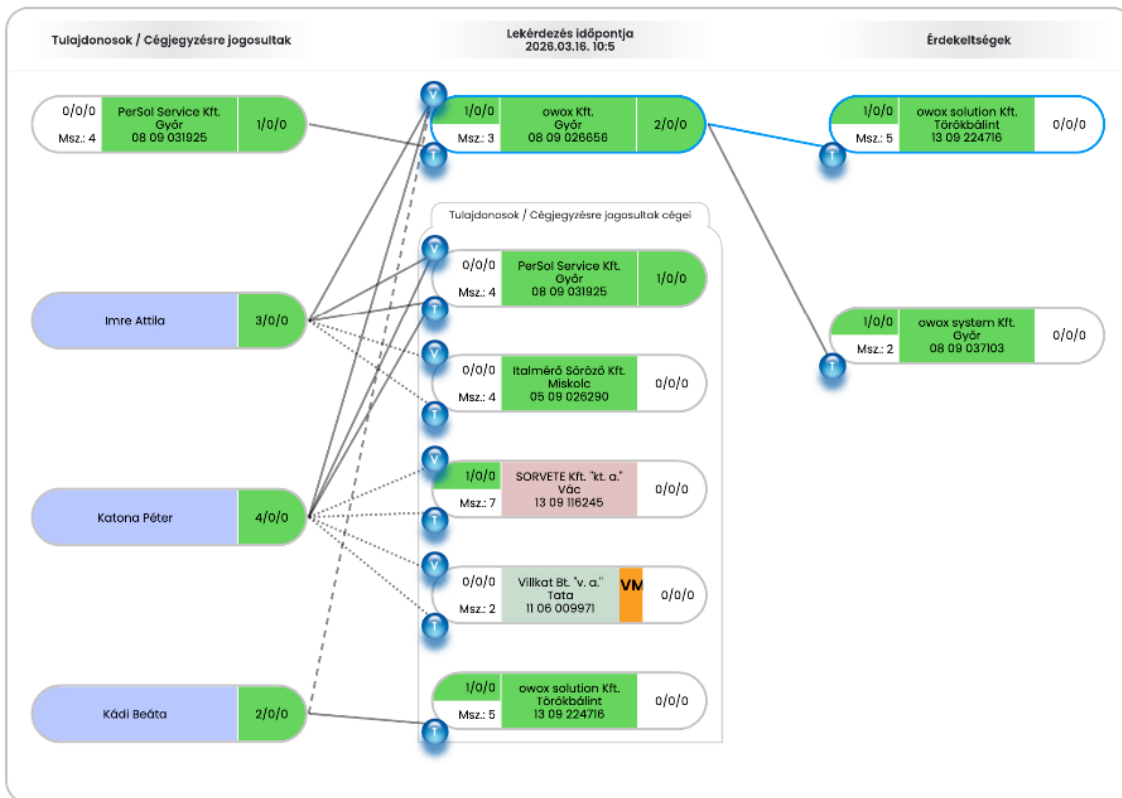 Tulajdonosok / Cégjegyzésre jogosultak
Lekérdezés időpontja
2026.03.16. 10:5
Érdekeltségek
0/0/0
Msz.: 4
PerSol Service Kft.
Győr
08 09 031925
1/0/0
V
T
1/0/0
Msz.: 3
owox Kft.
Győr
08 09 026656
2/0/0
T
1/0/0
Msz.: 5
owox solution Kft.
Törökbálint
13 09 224716
0/0/0
Tulajdonosok / Cégjegyzésre jogosultak cégei
V
T
0/0/0
Msz.: 4
PerSol Service Kft.
Győr
08 09 031925
1/0/0
Imre Attila
3/0/0
T
1/0/0
Msz.: 2
owox system Kft.
Győr
08 09 037103
0/0/0
V
T
0/0/0
Msz.: 4
Italmérő Söröző Kft.
Miskolc
05 09 026290
0/0/0
V
T
1/0/0
Msz.: 7
SORVETE Kft. "kt. a."
Vác
13 09 116245
0/0/0
Katona Péter
4/0/0
V
T
0/0/0
Msz.: 2
Villkat Bt. "v. a."
Tata
11 06 009971
VM
0/0/0
Kádi Beáta
2/0/0
T
1/0/0
Msz.: 5
owox solution Kft.
Törökbálint
13 09 224716
0/0/0